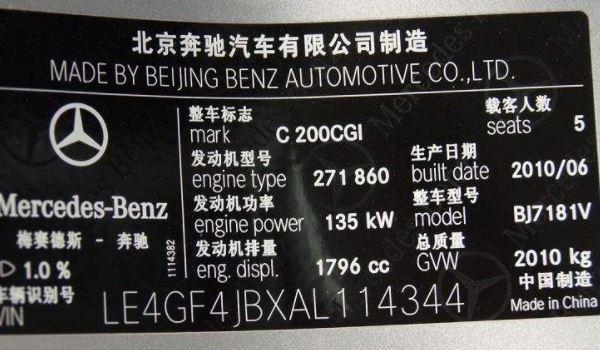 北京奔驰汽车有限公司制造
MADE BY BEIJING BENZ AUTOMOTIVE CO.,LTD.
整车标志 载客人数
mark C 200CGI seats 5
发动机型号 生产日期
engine type 271 860 built date 2010/06
发动机功率 整车型号
engine power 135 kW model BJ7181V
发动机排量 总质量
eng. displ. 1796 cc GVW 2010 kg
Mercedes-Benz
梅赛德斯 - 奔驰
1114382
1.0 %
中国制造
Made in China
车辆识别号
VIN LE4GF4JBXAL114344